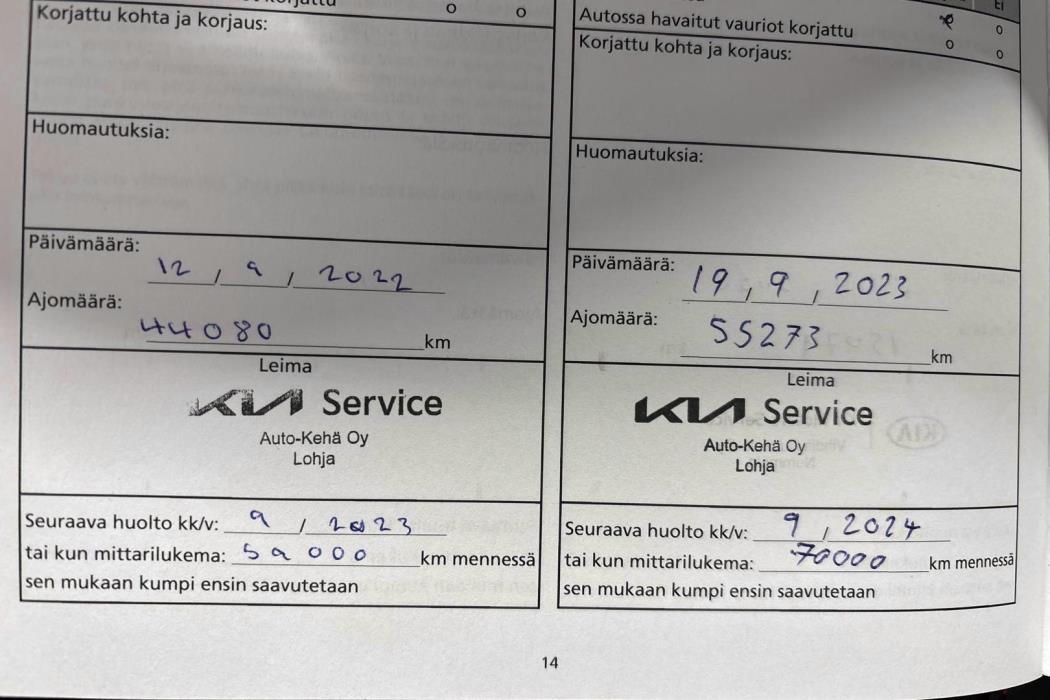 Korjattu kohta ja korjaus:
Huomautuksia:
Päivämäärä:
12 / 9 / 2022
Ajomäärä:
44080 km
Leima
KIA Service
Auto-Kehä Oy
Lohja
Seuraava huolto kk/v: 9 / 2023
tai kun mittarilukema: 59000 km mennessä
sen mukaan kumpi ensin saavutetaan
Ei
Autossa havaitut vauriot korjattu
Korjattu kohta ja korjaus:
Huomautuksia:
Päivämäärä: 19 , 9 , 2023
Ajomäärä: 55273 km
Leima
KIA Service
Auto-Kehä Oy
Lohja
Seuraava huolto kk/v: 9 , 2024
tai kun mittarilukema: 70000 km mennessä
sen mukaan kumpi ensin saavutetaan
14